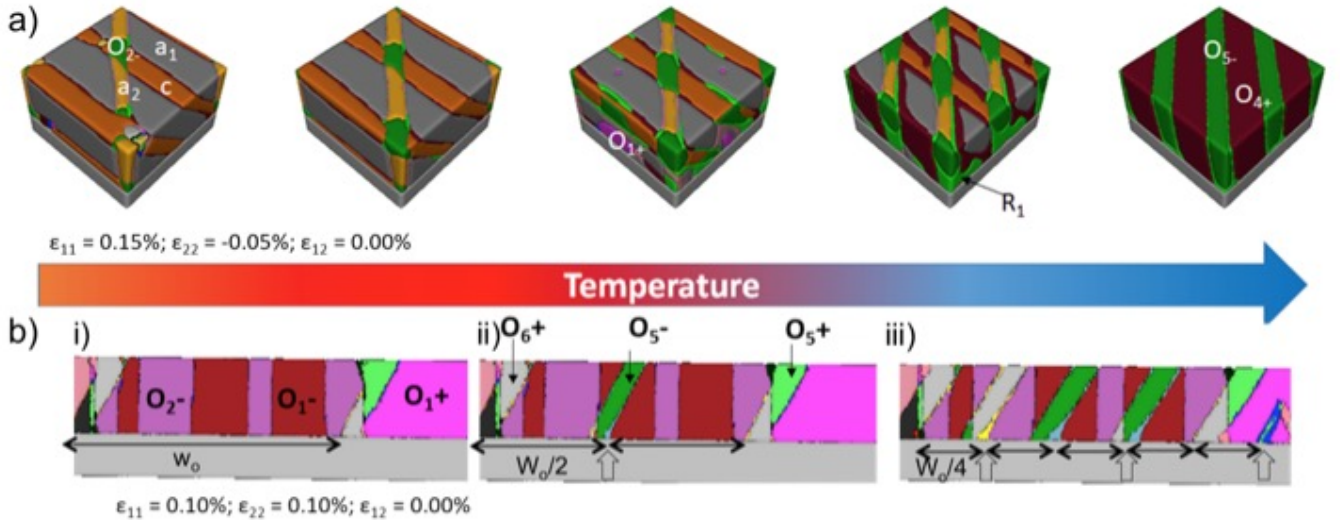 a)
O₂₋ a₁
a₂ c
O₁₊
R₁
O₅₋
O₄₊
ε₁₁ = 0.15%; ε₂₂ = -0.05%; ε₁₂ = 0.00%
Temperature
b) i) ii) iii)
O₆+ O₅- O₅+
O₂- O₁- O₁+
wₒ
Wₒ/2
Wₒ/4
ε₁₁ = 0.10%; ε₂₂ = 0.10%; ε₁₂ = 0.00%